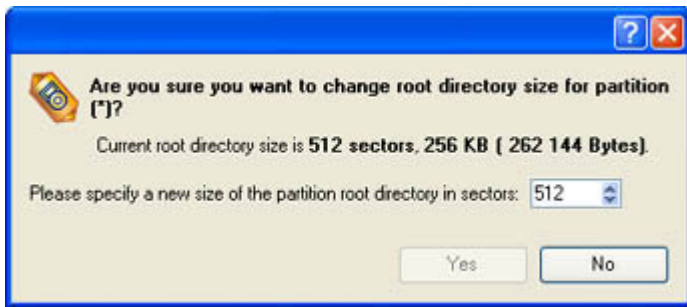 Are you sure you want to change root directory size for partition
(*)?
Current root directory size is 512 sectors, 256 KB ( 262 144 Bytes).
Please specify a new size of the partition root directory in sectors: 512
Yes No